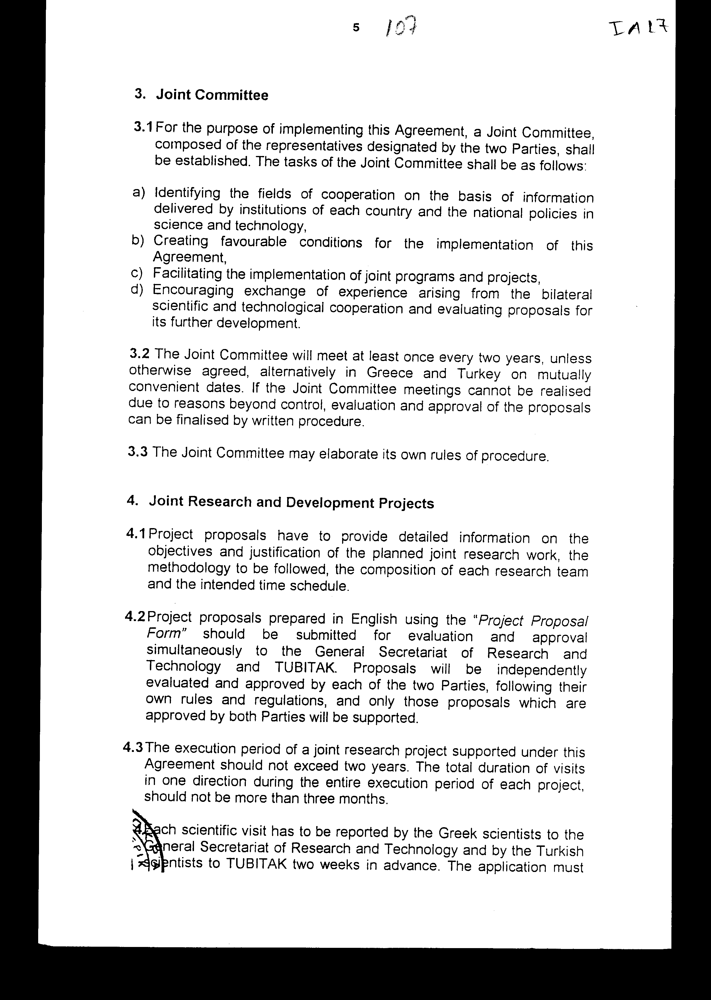 5 107 IA27
3. Joint Committee
3.1 For the purpose of implementing this Agreement, a Joint Committee,
composed of the representatives designated by the two Parties, shall
be established. The tasks of the Joint Committee shall be as follows:
a) Identifying the fields of cooperation on the basis of information
delivered by institutions of each country and the national policies in
science and technology,
b) Creating favourable conditions for the implementation of this
Agreement,
c) Facilitating the implementation of joint programs and projects,
d) Encouraging exchange of experience arising from the bilateral
scientific and technological cooperation and evaluating proposals for
its further development.
3.2 The Joint Committee will meet at least once every two years, unless
otherwise agreed, alternatively in Greece and Turkey on mutually
convenient dates. If the Joint Committee meetings cannot be realised
due to reasons beyond control, evaluation and approval of the proposals
can be finalised by written procedure.
3.3 The Joint Committee may elaborate its own rules of procedure.
4. Joint Research and Development Projects
4.1 Project proposals have to provide detailed information on the
objectives and justification of the planned joint research work, the
methodology to be followed, the composition of each research team
and the intended time schedule.
4.2 Project proposals prepared in English using the "Project Proposal
Form" should be submitted for evaluation and approval
simultaneously to the General Secretariat of Research and
Technology and TUBITAK. Proposals will be independently
evaluated and approved by each of the two Parties, following their
own rules and regulations, and only those proposals which are
approved by both Parties will be supported.
4.3 The execution period of a joint research project supported under this
Agreement should not exceed two years. The total duration of visits
in one direction during the entire execution period of each project,
should not be more than three months.
Each scientific visit has to be reported by the Greek scientists to the
General Secretariat of Research and Technology and by the Turkish
scientists to TUBITAK two weeks in advance. The application must